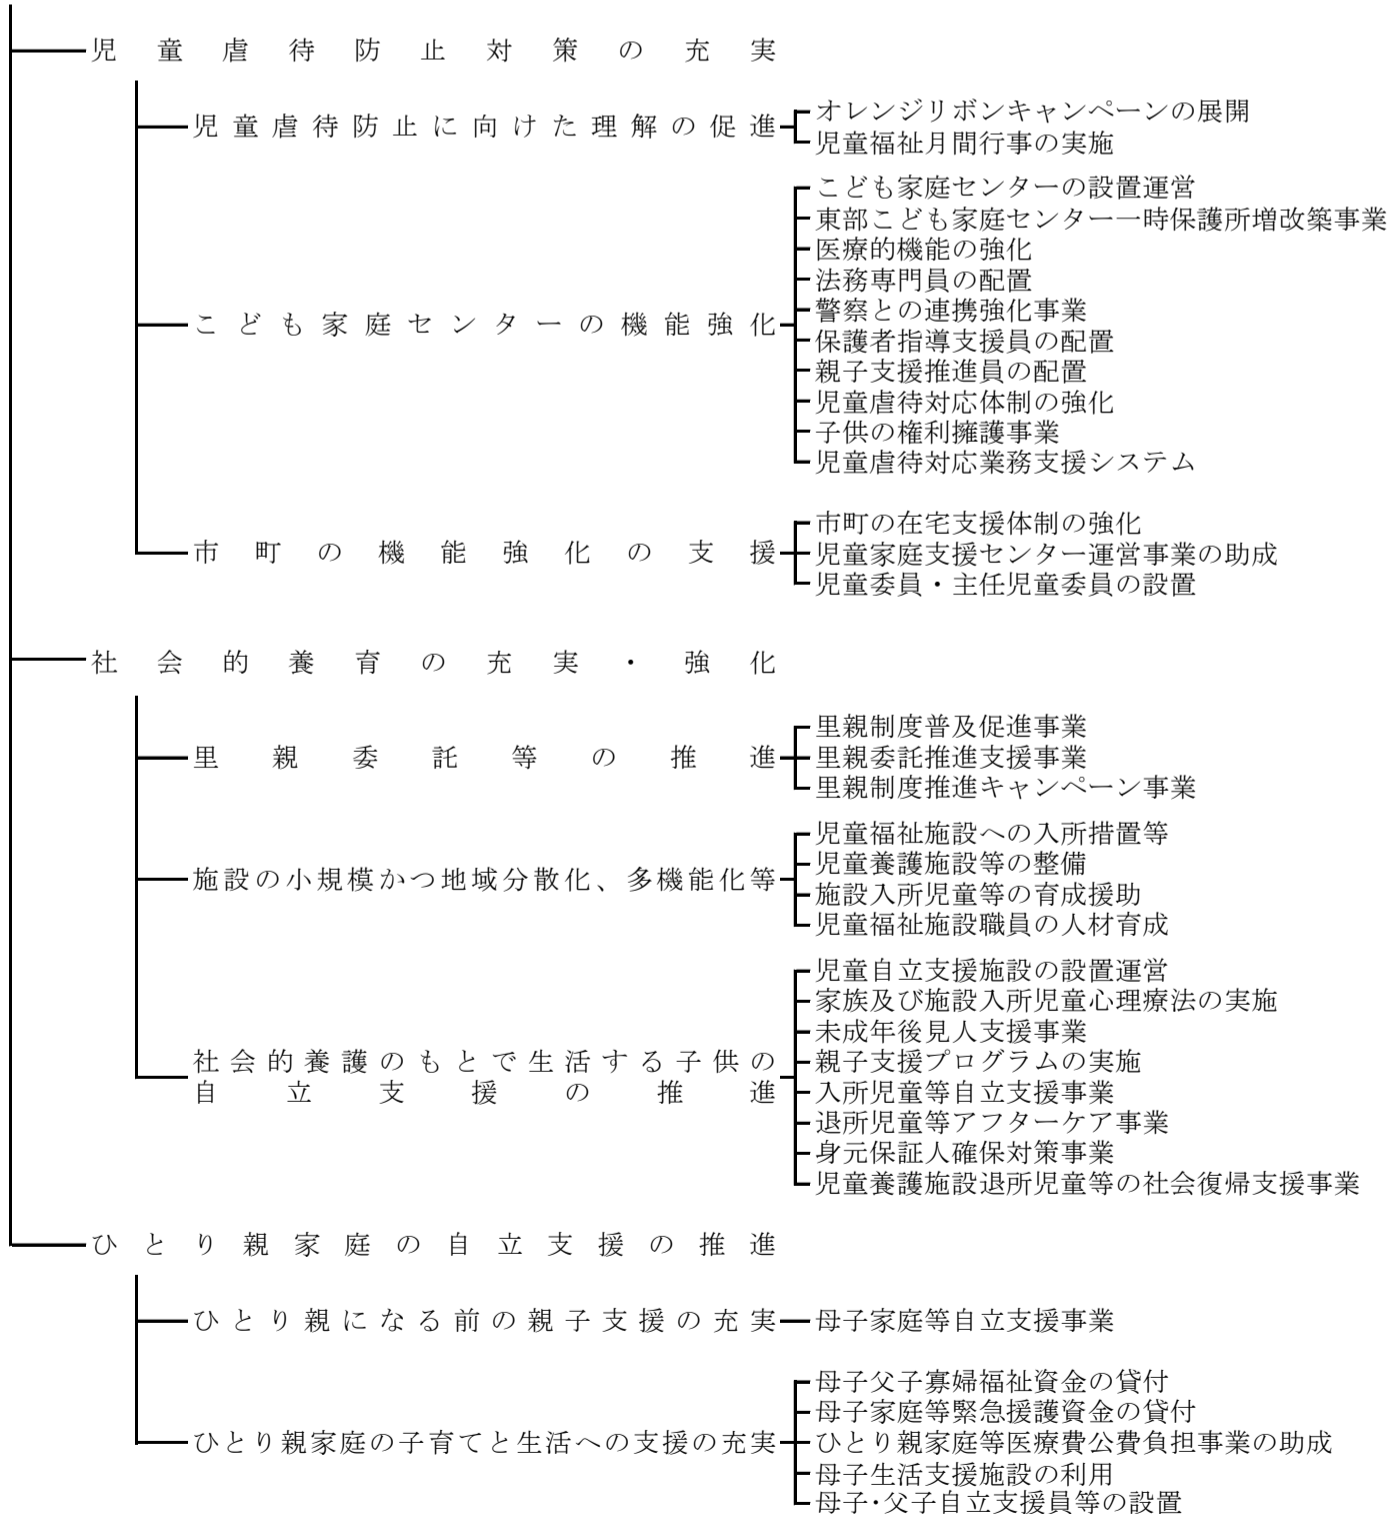 児童虐待防止対策の充実
児童虐待防止に向けた理解の促進
オレンジリボンキャンペーンの展開
児童福祉月間行事の実施
こども家庭センターの機能強化
こども家庭センターの設置運営
東部こども家庭センター一時保護所増改築事業
医療的機能の強化
法務専門員の配置
警察との連携強化事業
保護者指導支援員の配置
親子支援推進員の配置
児童虐待対応体制の強化
子供の権利擁護事業
児童虐待対応業務支援システム
市町の機能強化の支援
市町の在宅支援体制の強化
児童家庭支援センター運営事業の助成
児童委員・主任児童委員の設置
社会的養育の充実・強化
里親委託等の推進
里親制度普及促進事業
里親委託推進支援事業
里親制度推進キャンペーン事業
施設の小規模かつ地域分散化、多機能化等
児童福祉施設への入所措置等
児童養護施設等の整備
施設入所児童等の育成援助
児童福祉施設職員の人材育成
社会的養護のもとで生活する子供の
自立支援の推進
児童自立支援施設の設置運営
家族及び施設入所児童心理療法の実施
未成年後見人支援事業
親子支援プログラムの実施
入所児童等自立支援事業
退所児童等アフターケア事業
身元保証人確保対策事業
児童養護施設退所児童等の社会復帰支援事業
ひとり親家庭の自立支援の推進
ひとり親になる前の親子支援の充実
母子家庭等自立支援事業
ひとり親家庭の子育てと生活への支援の充実
母子父子寡婦福祉資金の貸付
母子家庭等緊急援護資金の貸付
ひとり親家庭等医療費公費負担事業の助成
母子生活支援施設の利用
母子・父子自立支援員等の設置